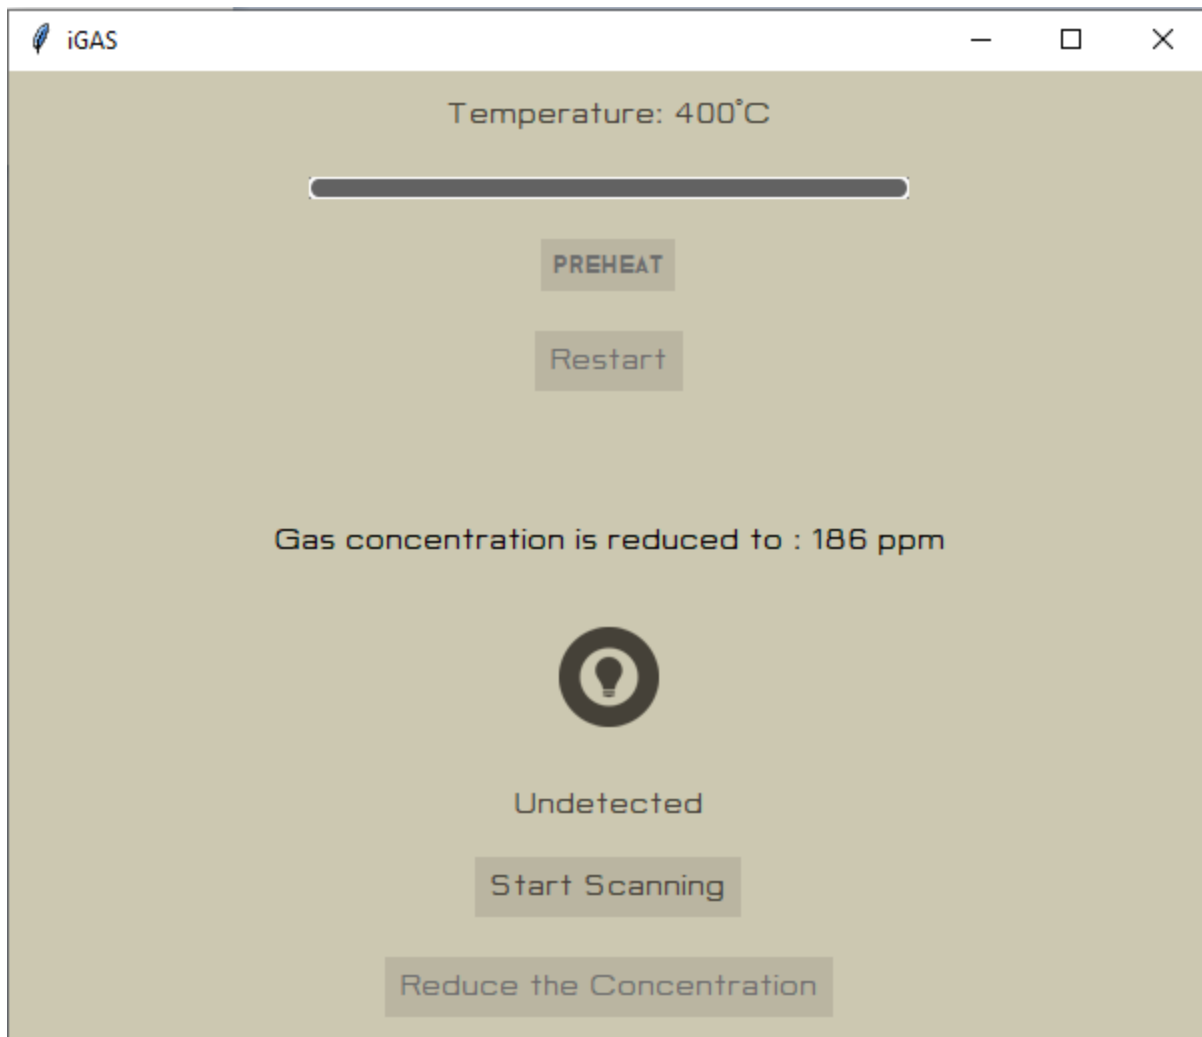 iGAS
Temperature: 400°C
PREHEAT
Restart
Gas concentration is reduced to : 186 ppm
Undetected
Start Scanning
Reduce the Concentration